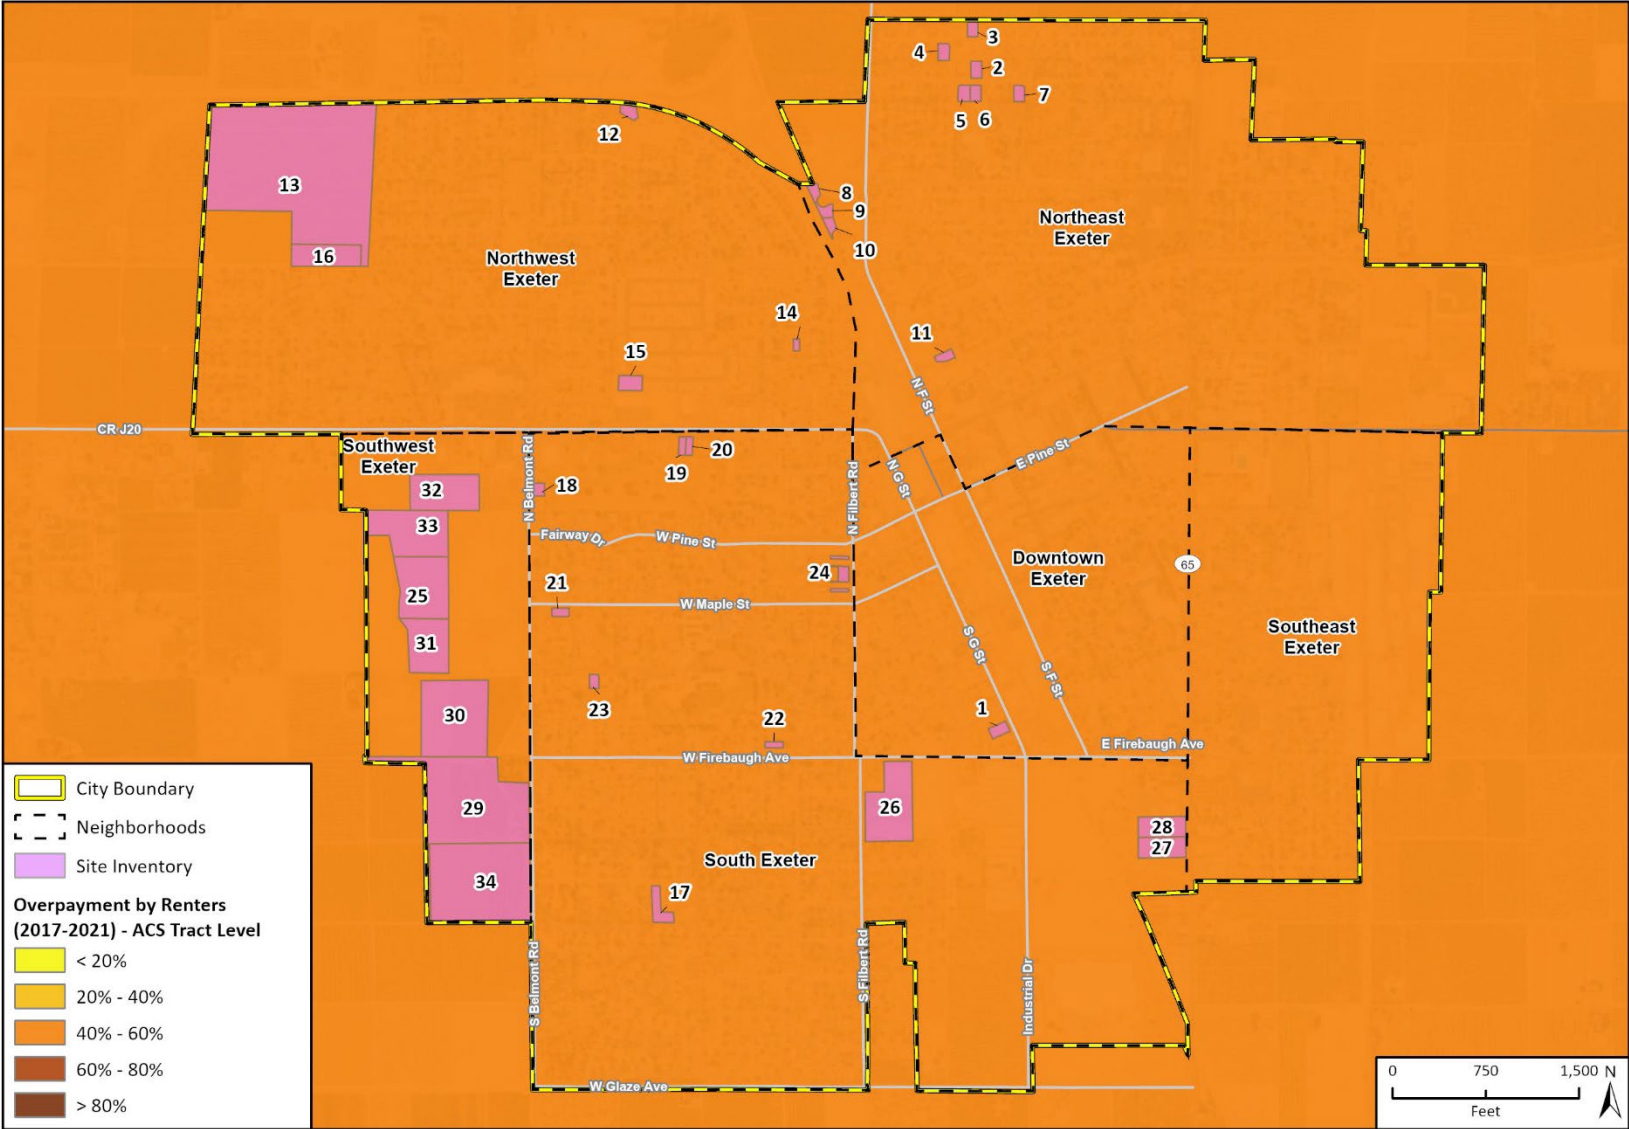 3
4
2
7
5
6
12
13
8
9
10
Northeast
Exeter
Northwest
Exeter
16
14
11
15
N F St
CR J20
Southwest
Exeter
20
19
N Belmont Rd
18
N Filbert Rd
N G St
E Pine St
32
33
Fairway Dr
W Pine St
Downtown
Exeter
65
24
21
25
W Maple St
31
S G St
Southeast
Exeter
S F St
23
30
22
1
W Firebaugh Ave
E Firebaugh Ave
29
26
28
27
South Exeter
34
17
S Belmont Rd
S Filbert Rd
Industrial Dr
W Glaze Ave
City Boundary
Neighborhoods
Site Inventory
Overpayment by Renters
(2017-2021) - ACS Tract Level
< 20%
20% - 40%
40% - 60%
60% - 80%
> 80%
0 750 1,500 N
Feet